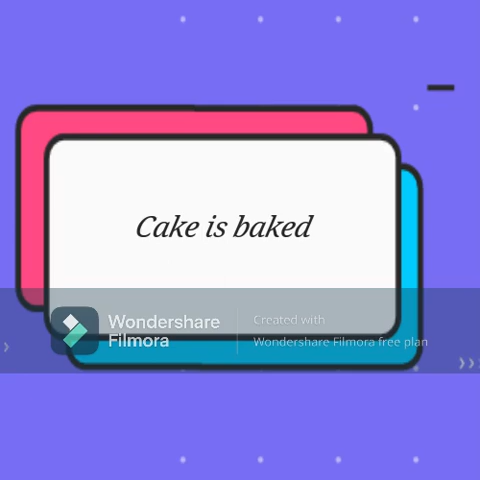 Cake is baked
Wondershare
Filmora
Created with
Wondershare Filmora free plan